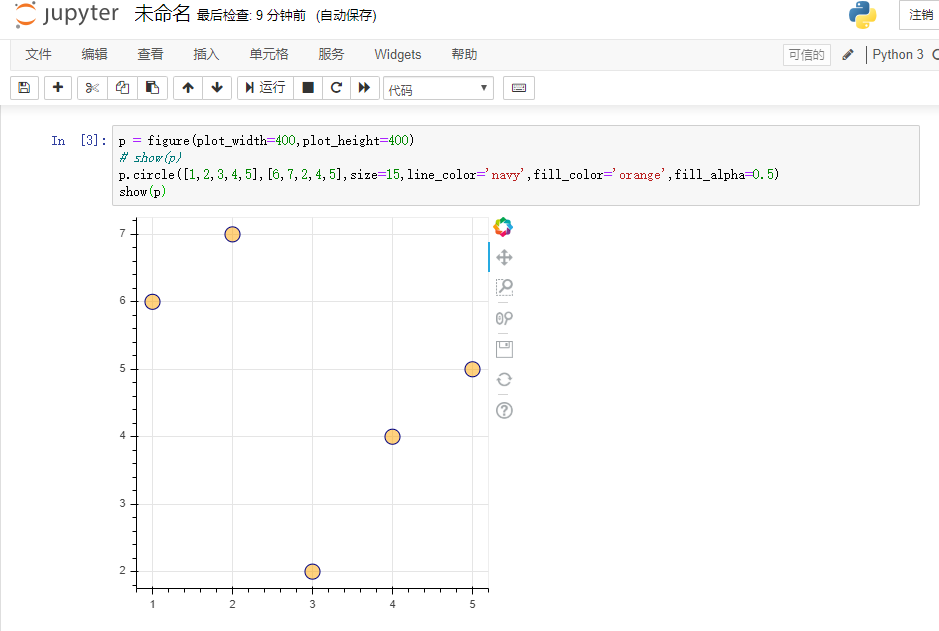 jupyter 未命名 最后检查: 9 分钟前 (自动保存) 注销
文件 编辑 查看 插入 单元格 服务 Widgets 帮助 可信的 Python 3
运行 代码
In [3]: p = figure(plot_width=400,plot_height=400)
# show(p)
p.circle([1,2,3,4,5],[6,7,2,4,5],size=15,line_color='navy',fill_color='orange',fill_alpha=0.5)
show(p)
7
6
5
4
3
2
1 2 3 4 5